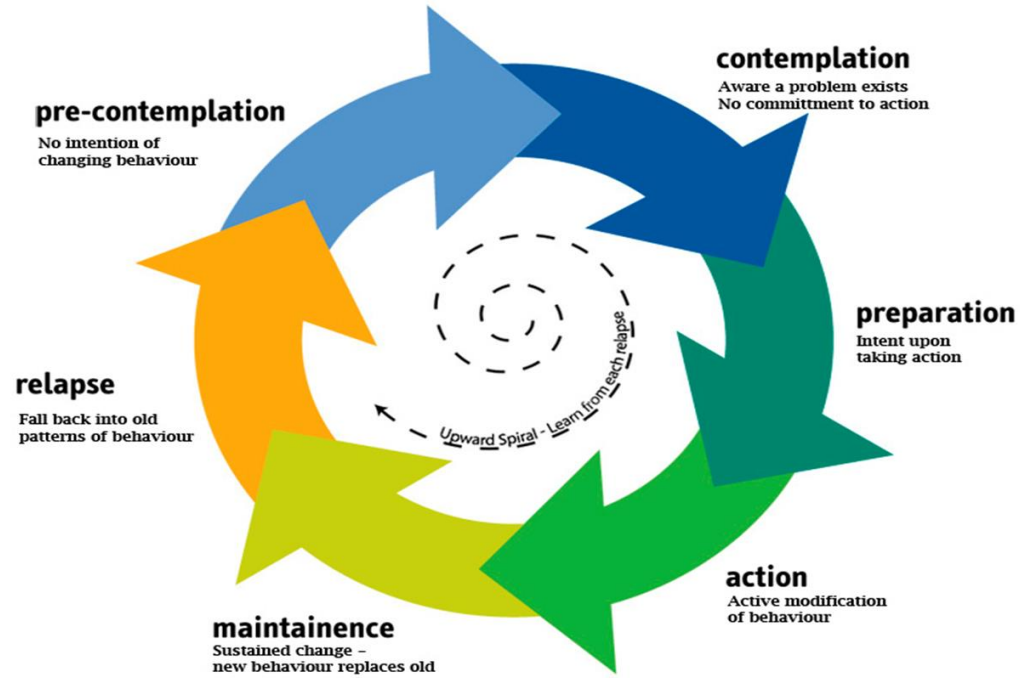 pre-contemplation
No intention of
changing behaviour
contemplation
Aware a problem exists
No committment to action
preparation
Intent upon
taking action
action
Active modification
of behaviour
maintainence
Sustained change –
new behaviour replaces old
relapse
Fall back into old
patterns of behaviour
Upward Spiral - Learn from each relapse